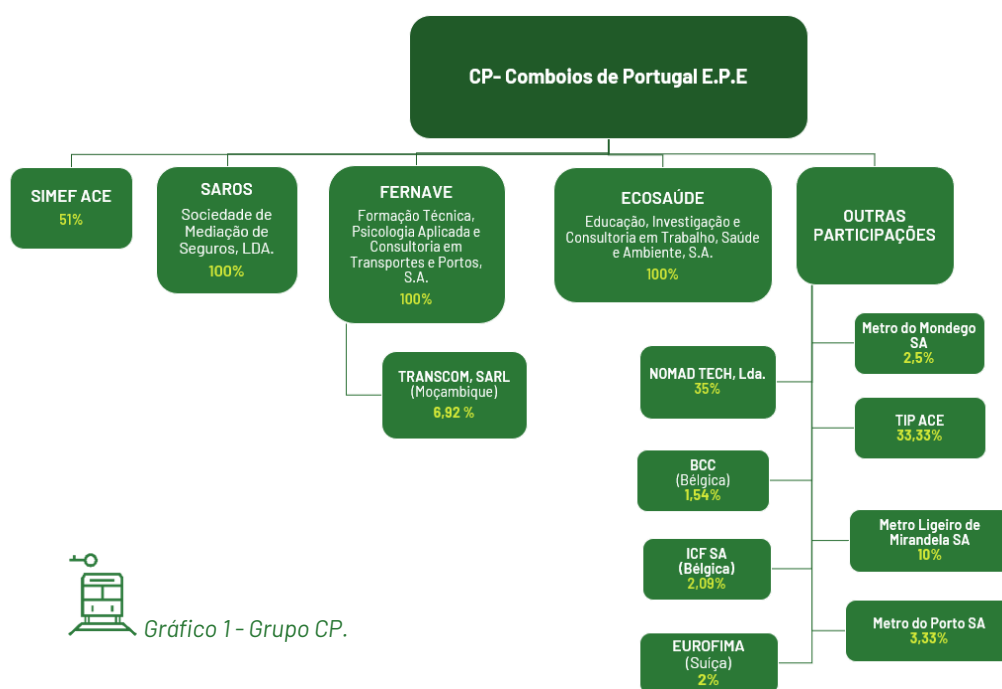 CP- Comboios de Portugal E.P.E
SIMEF ACE
51%
SAROS
Sociedade de
Mediação de
Seguros, LDA.
100%
FERNAVE
Formação Técnica,
Psicologia Aplicada e
Consultoria em
Transportes e Portos,
S.A.
100%
ECOSAÚDE
Educação, Investigação e
Consultoria em Trabalho, Saúde
e Ambiente, S.A.
100%
OUTRAS
PARTICIPAÇÕES
TRANSCOM, SARL
(Moçambique)
6,92 %
NOMAD TECH, Lda.
35%
BCC
(Bélgica)
1,54%
ICF SA
(Bélgica)
2,09%
EUROFIMA
(Suíça)
2%
Metro do Mondego
SA
2,5%
TIP ACE
33,33%
Metro Ligeiro de
Mirandela SA
10%
Metro do Porto SA
3,33%
Gráfico 1 - Grupo CP.